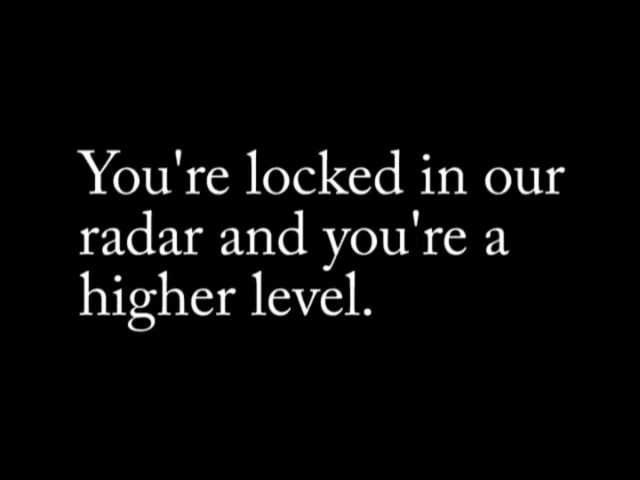 You're locked in our
radar and you're a
higher level.